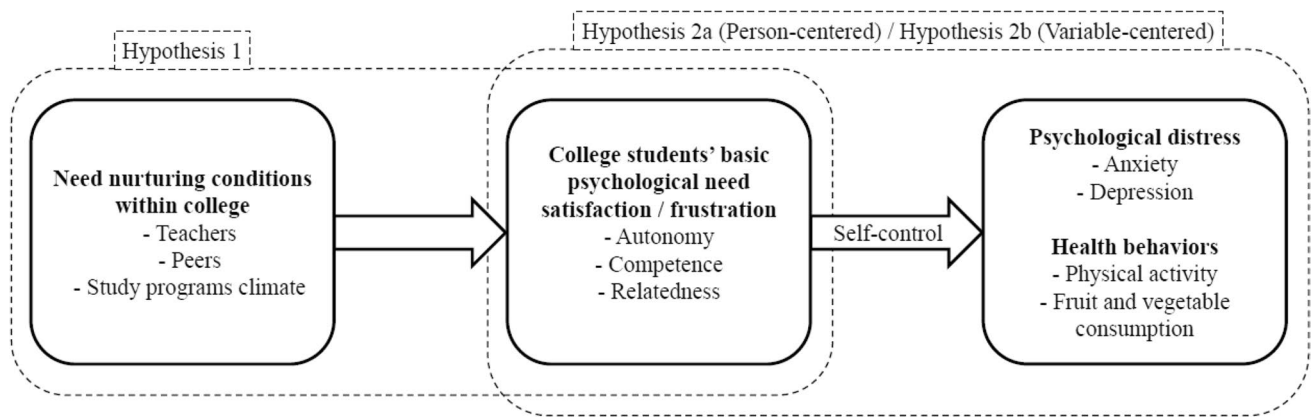 Hypothesis 1
Hypothesis 2a (Person-centered) / Hypothesis 2b (Variable-centered)
Need nurturing conditions
within college
- Teachers
- Peers
- Study programs climate
College students’ basic
psychological need
satisfaction / frustration
- Autonomy
- Competence
- Relatedness
Self-control
Psychological distress
- Anxiety
- Depression
Health behaviors
- Physical activity
- Fruit and vegetable
consumption